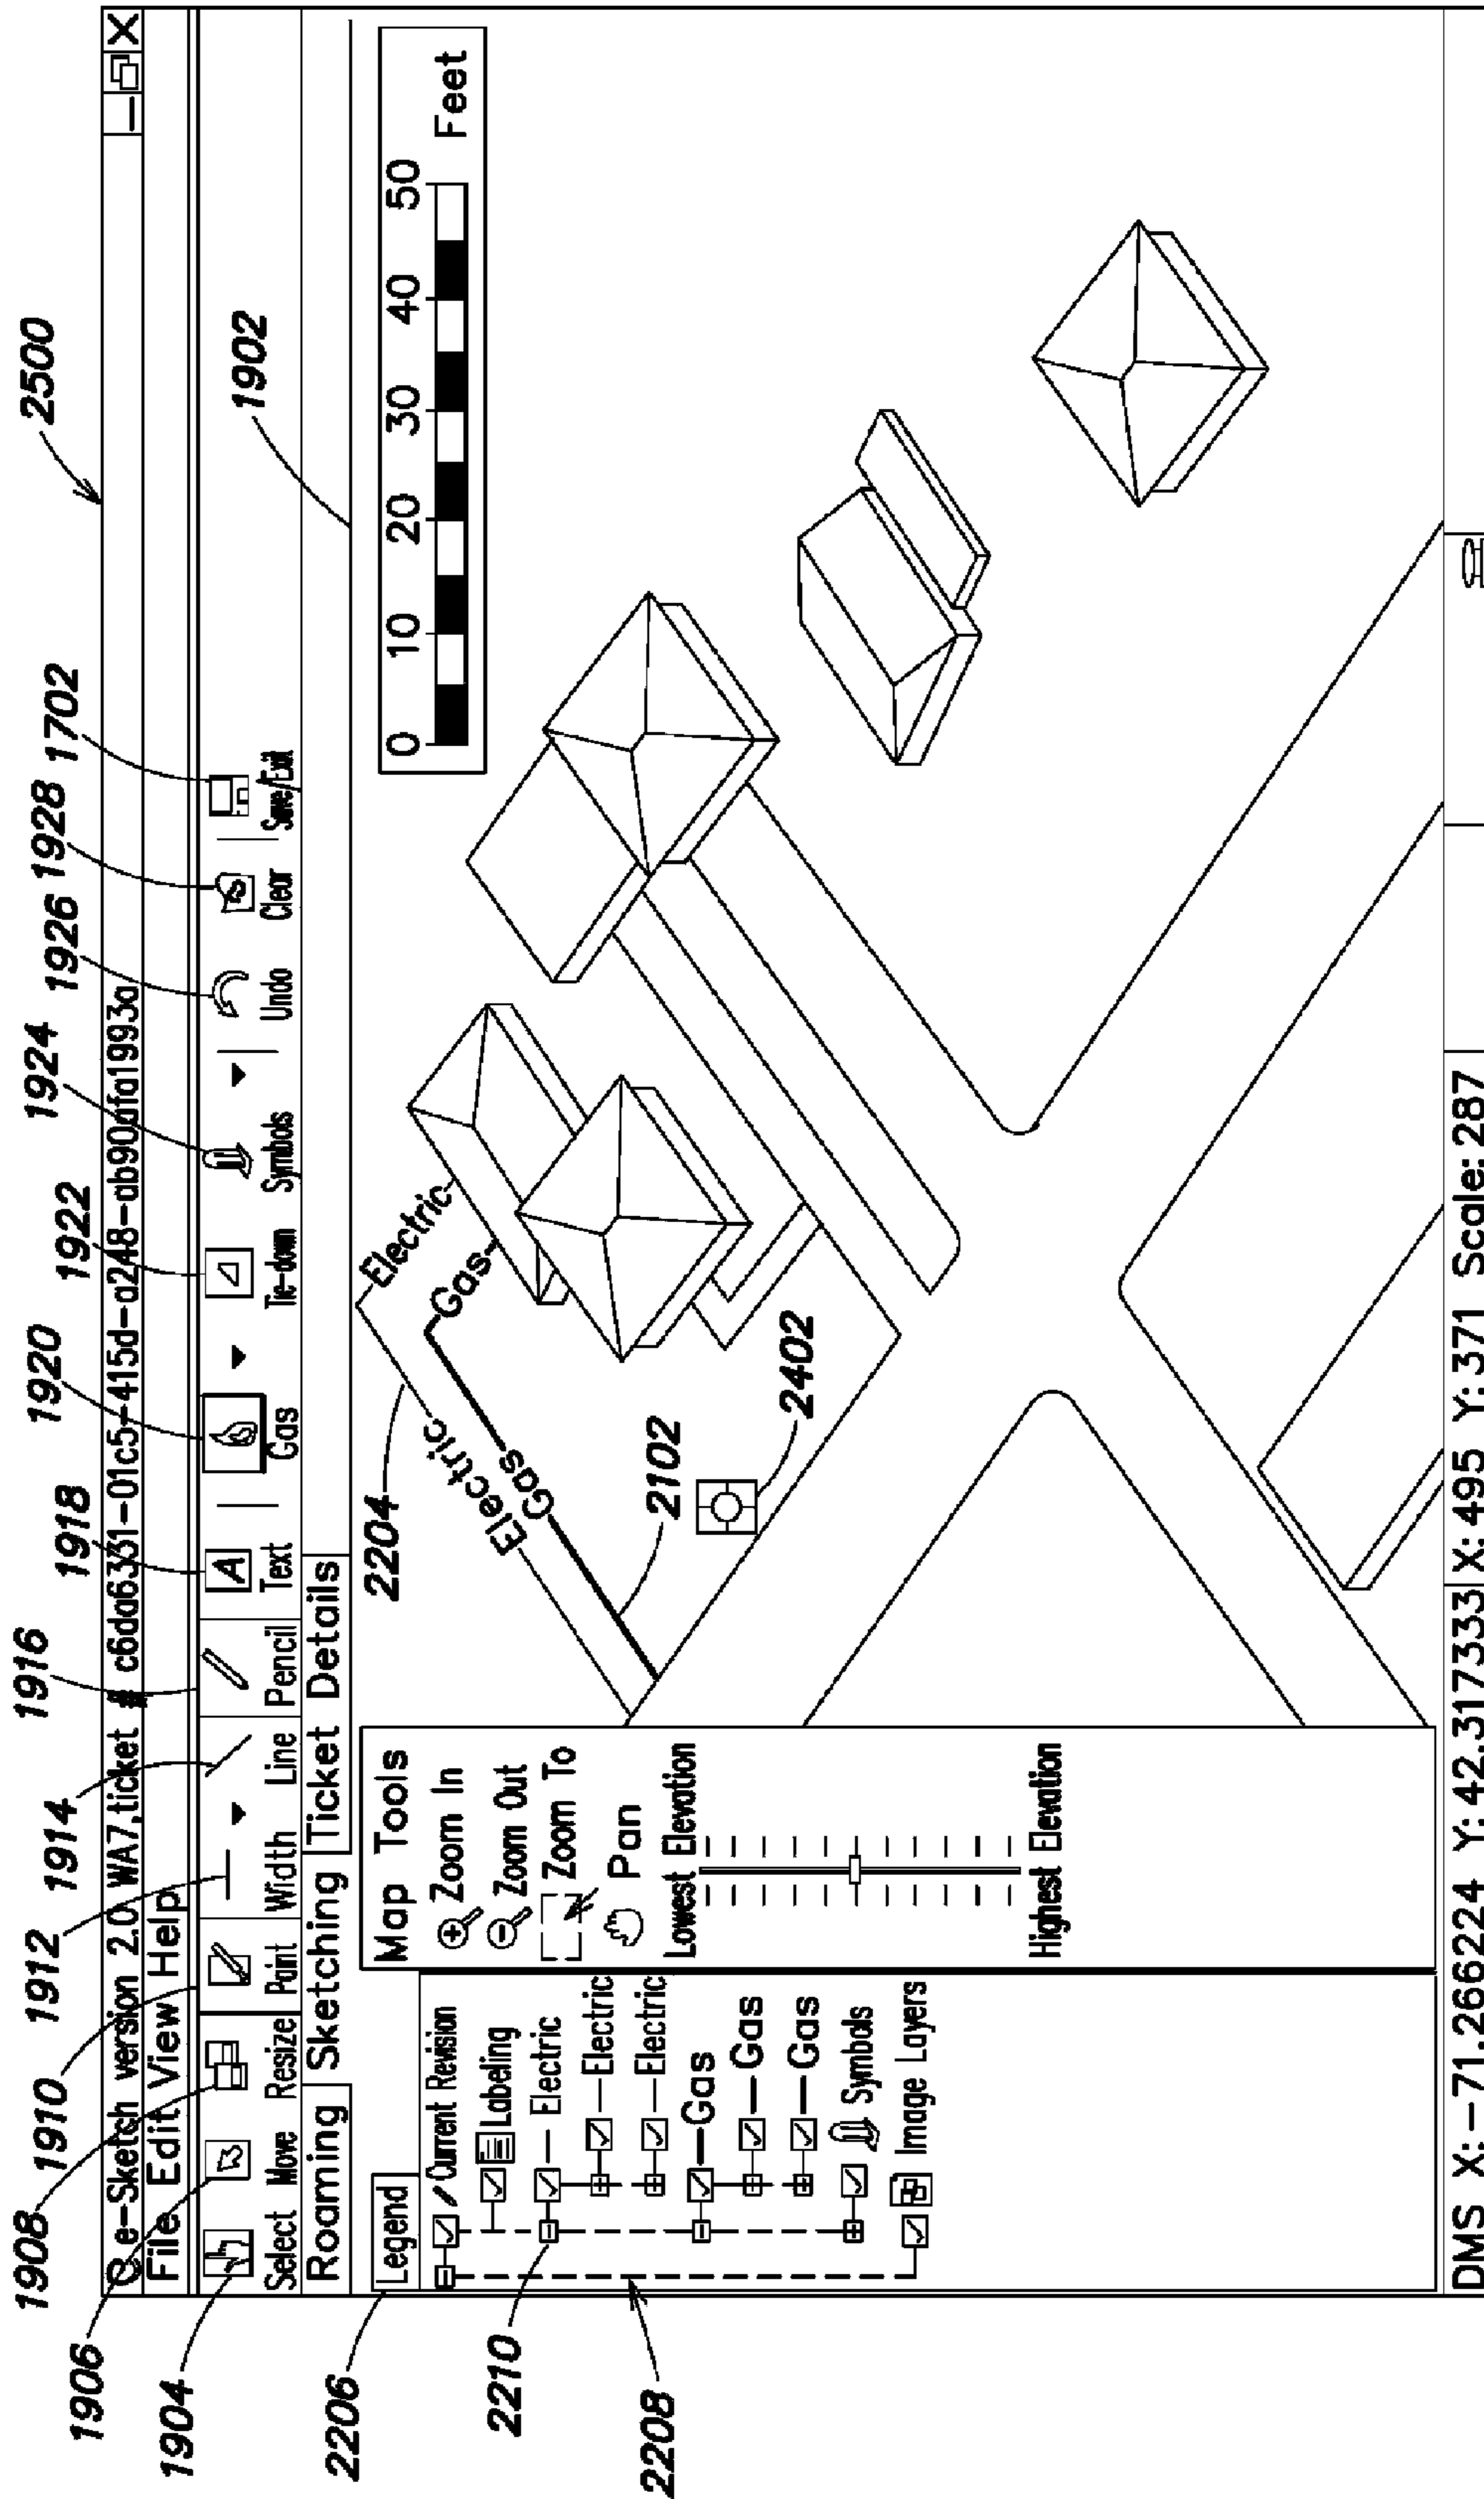 2500
1906 1908 1910 1912 1914 1916 1918 1920 1922 1924 1926 1928 1702
e-Sketch version 2.0 WA7,ticket # c6da6331-01c5-415d-a248-ab90dfa1993a
File Edit View Help
1904
Select Move Resize Paint Width Line Pencil Text Gas Tie-down Symbols Undo Clear Save/Exit
Roaming Sketching Ticket Details
1902
2206
Legend
Current Revision
Labeling
Electric
Electric
Electric
Gas
Gas
Gas
Symbols
Image Layers
2210
2208
Map Tools
Zoom In
Zoom Out
Zoom To
Pan
Lowest Elevation
Highest Elevation
2204
Electric
Gas
Electric
Electric
Gas
Gas
2102
2402
0 10 20 30 40 50
Feet
DMS X:-71.266224 Y:42.317333 X:495 Y:371 Scale:287